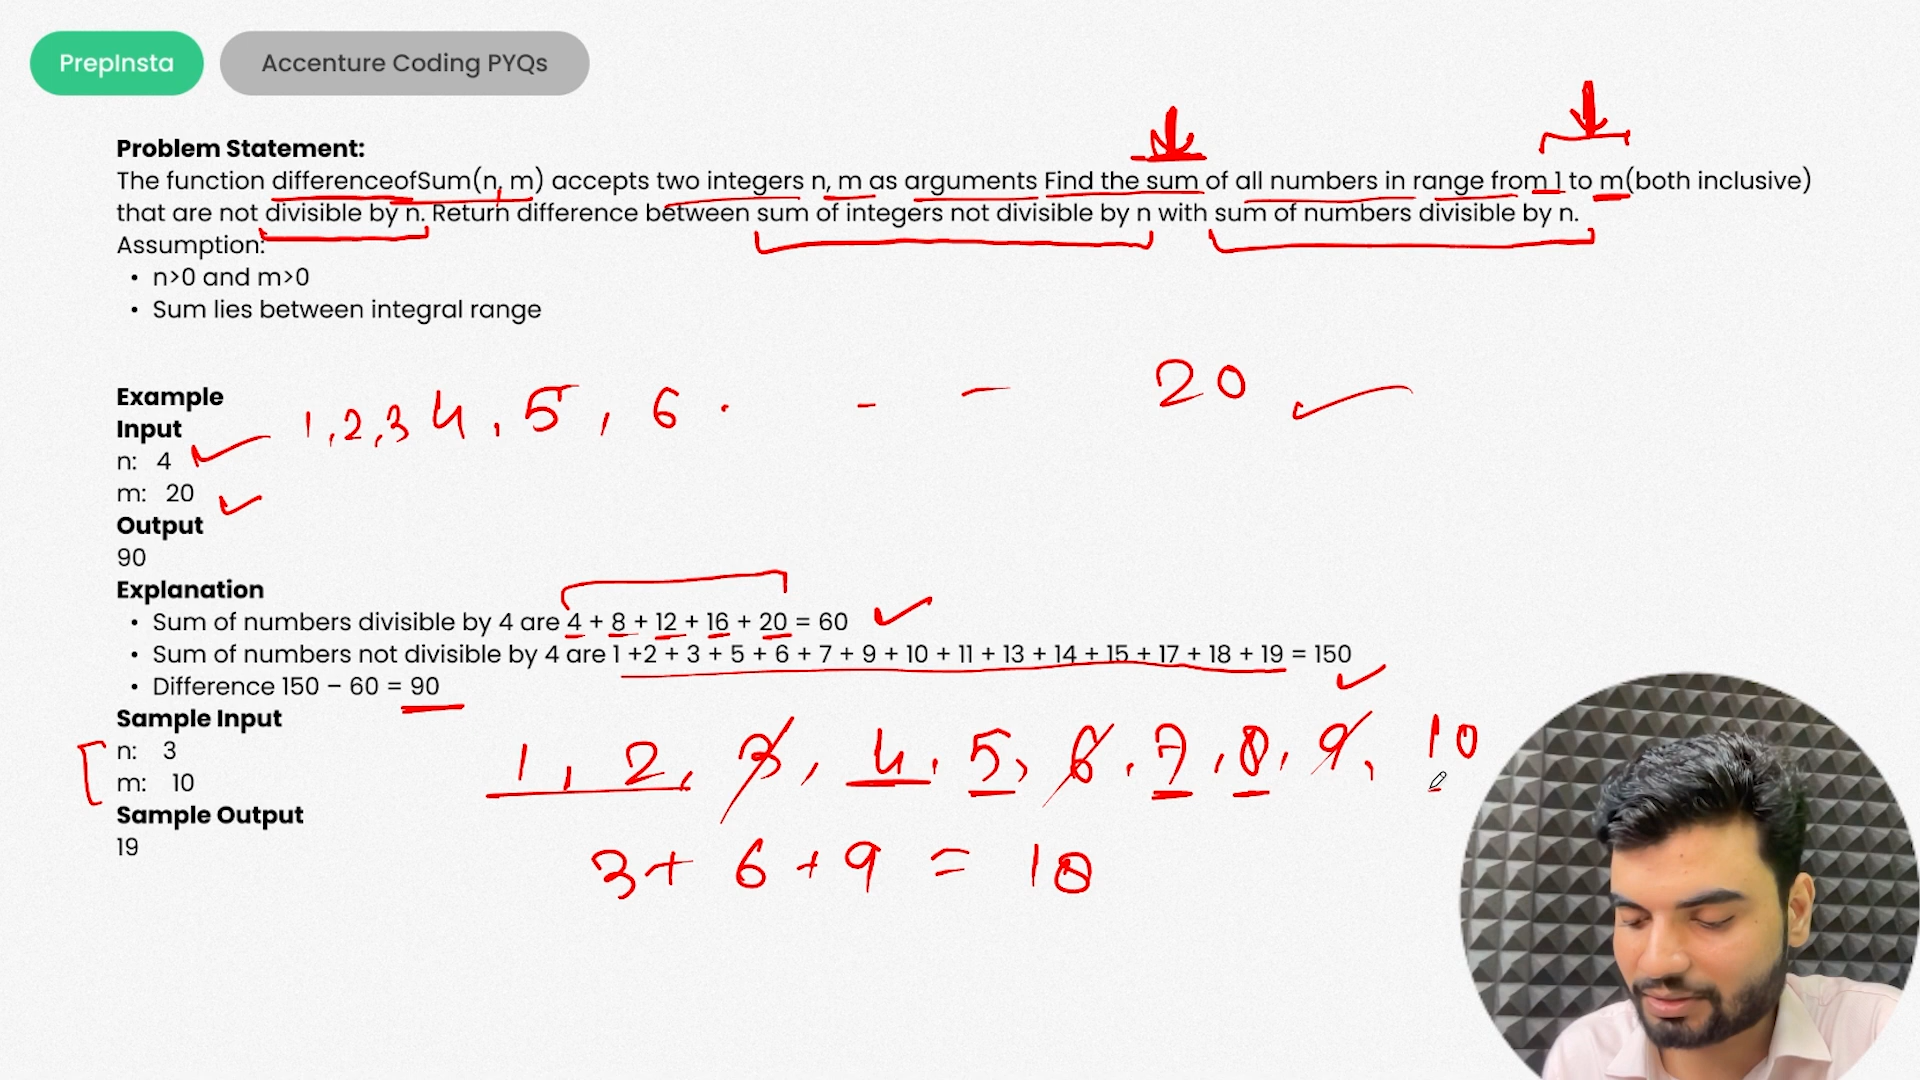 PrepInsta
Accenture Coding PYQs
Problem Statement:
The function differenceofSum(n, m) accepts two integers n, m as arguments Find the sum of all numbers in range from 1 to m(both inclusive)
that are not divisible by n. Return difference between sum of integers not divisible by n with sum of numbers divisible by n.
Assumption:
• n>0 and m>0
• Sum lies between integral range
Example
Input
1, 2, 3 4, 5, 6 . - - 20
n: 4
m: 20
Output
90
Explanation
• Sum of numbers divisible by 4 are 4 + 8 + 12 + 16 + 20 = 60
• Sum of numbers not divisible by 4 are 1 +2 + 3 + 5 + 6 + 7 + 9 + 10 + 11 + 13 + 14 + 15 + 17 + 18 + 19 = 150
• Difference 150 – 60 = 90
Sample Input
n: 3
m: 10
1, 2, 3, 4, 5, 6, 7, 8, 9, 10
Sample Output
19
3 + 6 + 9 = 18